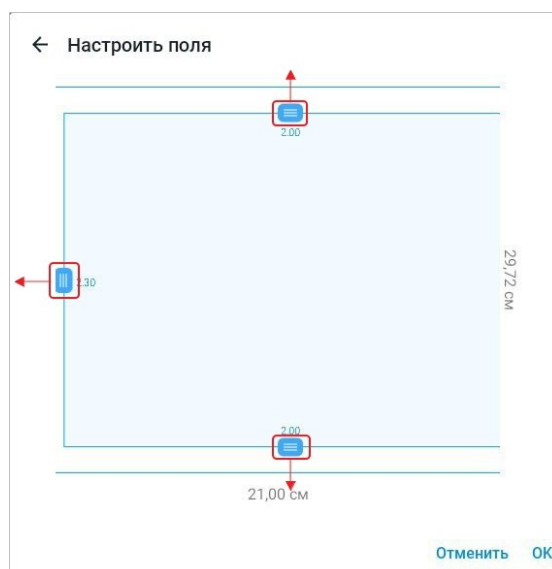 Настроить поля
2.00
2.30
29,72 см
2.00
21,00 см
Отменить OK